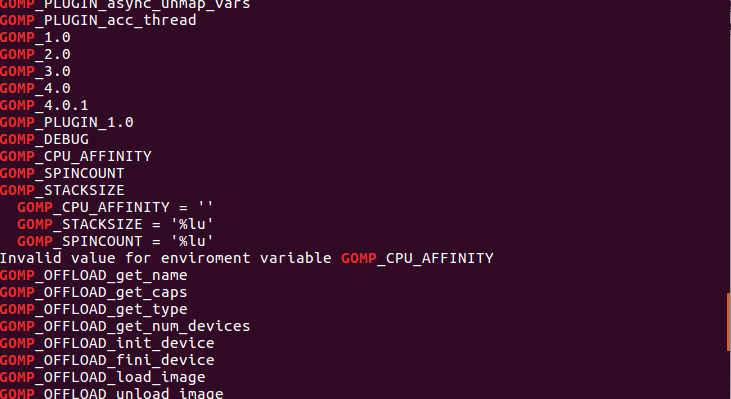 GOMP_PLUGIN_async_unmap_vars
GOMP_PLUGIN_acc_thread
GOMP_1.0
GOMP_2.0
GOMP_3.0
GOMP_4.0
GOMP_4.0.1
GOMP_PLUGIN_1.0
GOMP_DEBUG
GOMP_CPU_AFFINITY
GOMP_SPINCOUNT
GOMP_STACKSIZE
  GOMP_CPU_AFFINITY = ''
  GOMP_STACKSIZE = '%lu'
  GOMP_SPINCOUNT = '%lu'
Invalid value for enviroment variable GOMP_CPU_AFFINITY
GOMP_OFFLOAD_get_name
GOMP_OFFLOAD_get_caps
GOMP_OFFLOAD_get_type
GOMP_OFFLOAD_get_num_devices
GOMP_OFFLOAD_init_device
GOMP_OFFLOAD_fini_device
GOMP_OFFLOAD_load_image
GOMP_OFFLOAD_unload_image